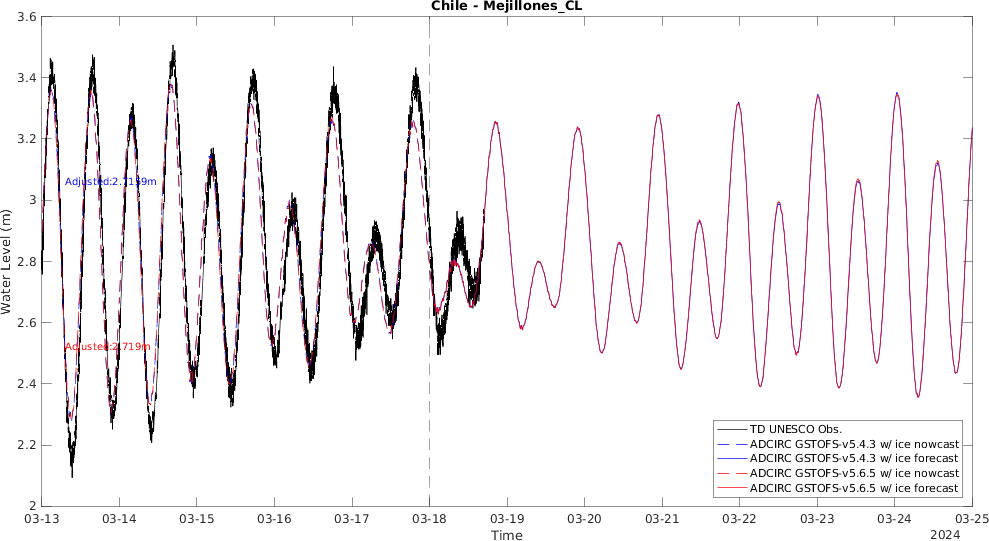 Chile - Mejillones_CL
3.6
3.4
3.2
3
2.8
2.6
2.4
2.2
2
Water Level (m)
Adjusted:2.7159m
Adjusted:2.719m
TD UNESCO Obs.
ADCIRC GSTOFS-v5.4.3 w/ ice nowcast
ADCIRC GSTOFS-v5.4.3 w/ ice forecast
ADCIRC GSTOFS-v5.6.5 w/ ice nowcast
ADCIRC GSTOFS-v5.6.5 w/ ice forecast
03-13 03-14 03-15 03-16 03-17 03-18 03-19 03-20 03-21 03-22 03-23 03-24 03-25
Time
2024